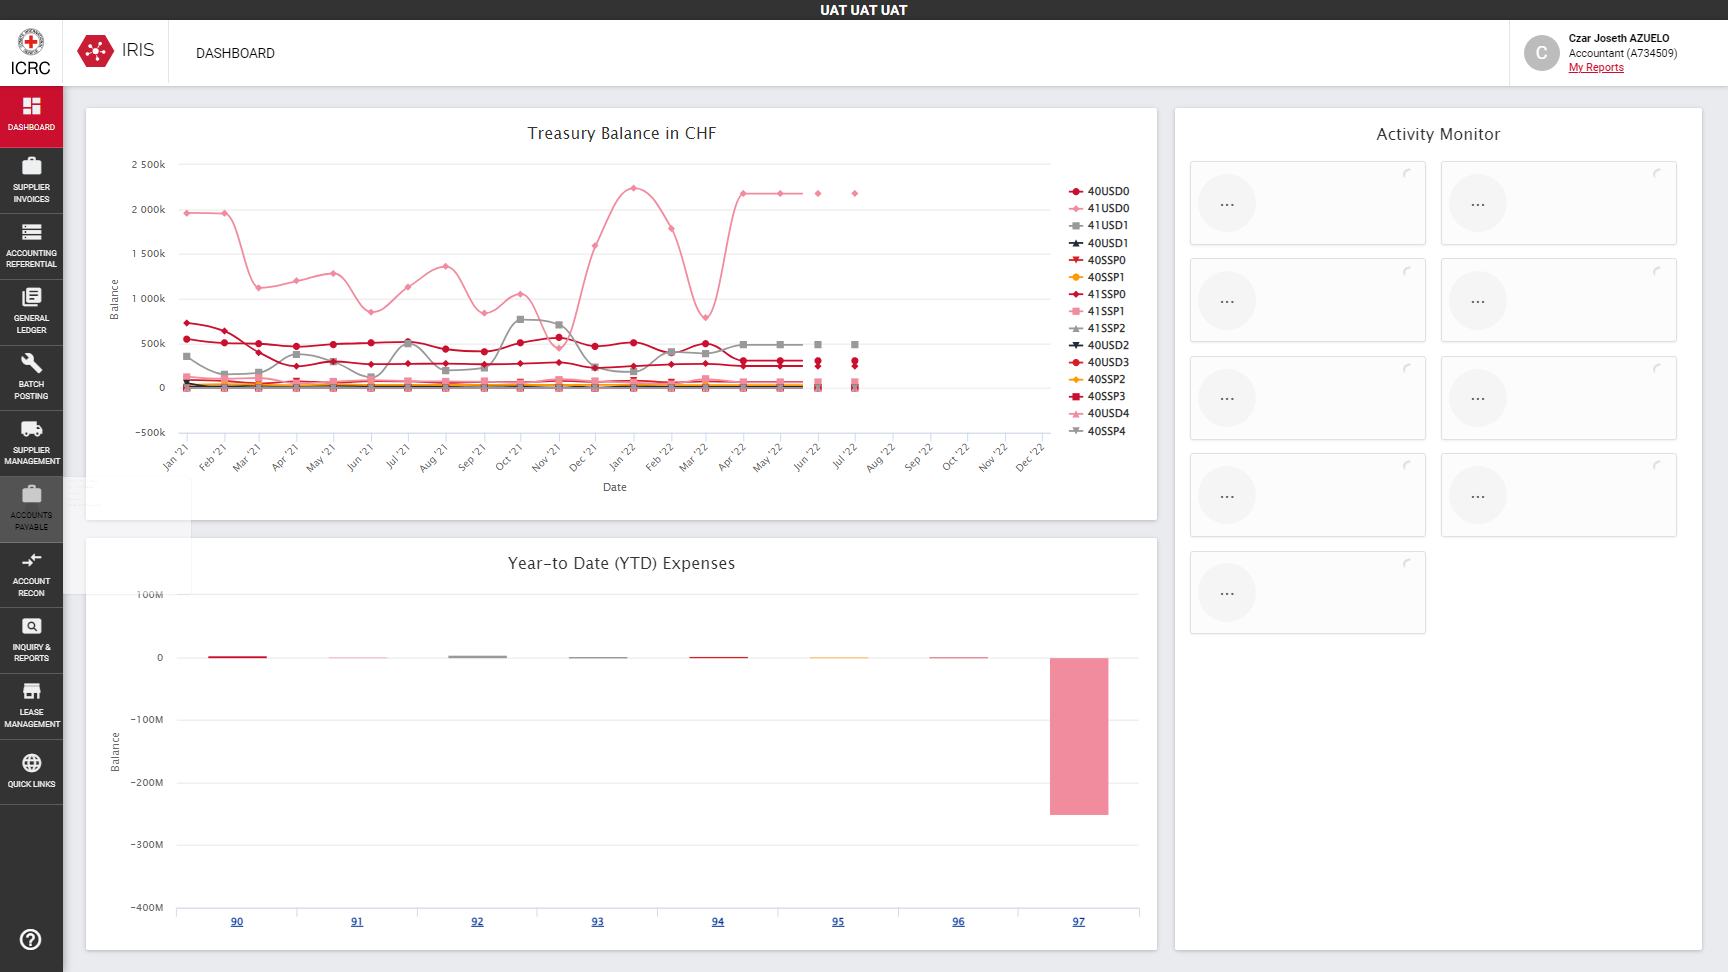 UAT UAT UAT
ICRC
IRIS
DASHBOARD
Czar Joseth AZUELO
Accountant (A734509)
My Reports
DASHBOARD
SUPPLIER
INVOICES
ACCOUNTING
REFERENTIAL
GENERAL
LEDGER
BATCH
POSTING
SUPPLIER
MANAGEMENT
ACCOUNTS
PAYABLE
ACCOUNT
RECON
INQUIRY &
REPORTS
LEASE
MANAGEMENT
QUICK LINKS
Treasury Balance in CHF
Balance
2 500k
2 000k
1 500k
1 000k
500k
0
-500k
Jan '21
Feb '21
Mar '21
Apr '21
May '21
Jun '21
Jul '21
Aug '21
Sep '21
Oct '21
Nov '21
Dec '21
Jan '22
Feb '22
Mar '22
Apr '22
May '22
Jun '22
Jul '22
Aug '22
Sep '22
Oct '22
Nov '22
Dec '22
Date
40USD0
41USD0
41USD1
40USD1
40SSP0
40SSP1
41SSP0
41SSP1
41SSP2
40USD2
40USD3
40SSP2
40SSP3
40USD4
40SSP4
Year-to Date (YTD) Expenses
Balance
100M
0
-100M
-200M
-300M
-400M
90
91
92
93
94
95
96
97
Activity Monitor
...
...
...
...
...
...
...
...
...